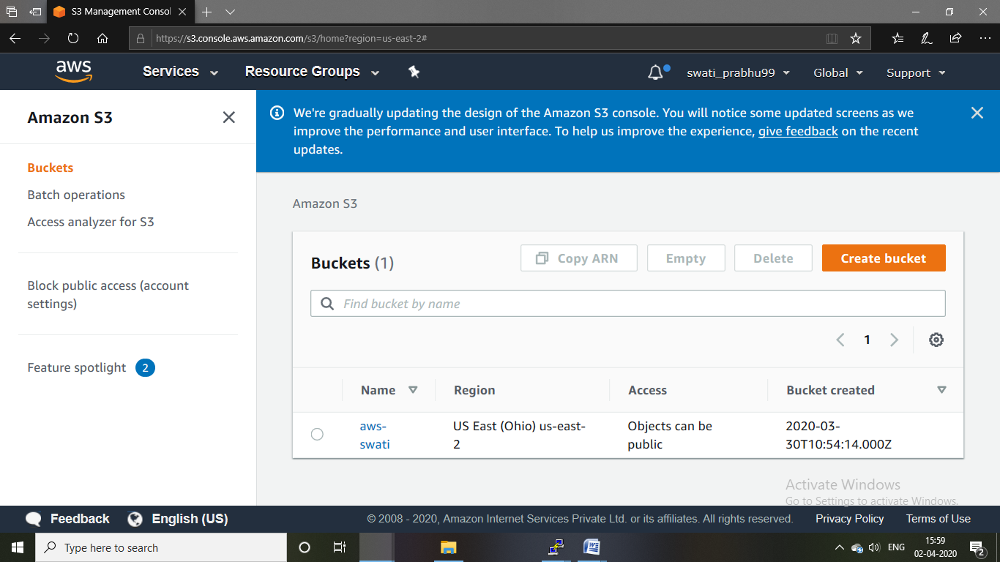 S3 Management Consol
https://s3.console.aws.amazon.com/s3/home?region=us-east-2#
aws
Services
Resource Groups
swati_prabhu99
Global
Support
Amazon S3
Buckets
Batch operations
Access analyzer for S3
Block public access (account
settings)
Feature spotlight 2
We're gradually updating the design of the Amazon S3 console. You will notice some updated screens as we
improve the performance and user interface. To help us improve the experience, give feedback on the recent
updates.
Amazon S3
Buckets (1)
Copy ARN
Empty
Delete
Create bucket
Find bucket by name
1
Name
Region
Access
Bucket created
aws-
swati
US East (Ohio) us-east-
2
Objects can be
public
2020-03-
30T10:54:14.000Z
Activate Windows
Go to Settings to activate Windows.
Feedback
English (US)
© 2008 - 2020, Amazon Internet Services Private Ltd. or its affiliates. All rights reserved.
Privacy Policy
Terms of Use
Type here to search
ENG
15:59
02-04-2020
2